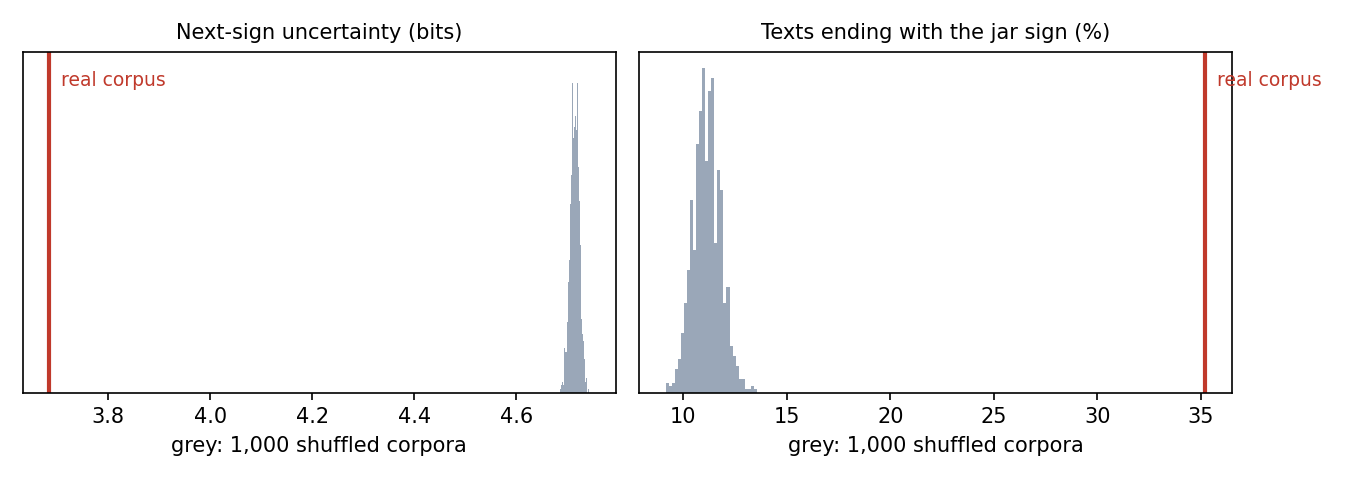 Next-sign uncertainty (bits)
real corpus
3.8 4.0 4.2 4.4 4.6
grey: 1,000 shuffled corpora
Texts ending with the jar sign (%)
real corpus
10 15 20 25 30 35
grey: 1,000 shuffled corpora